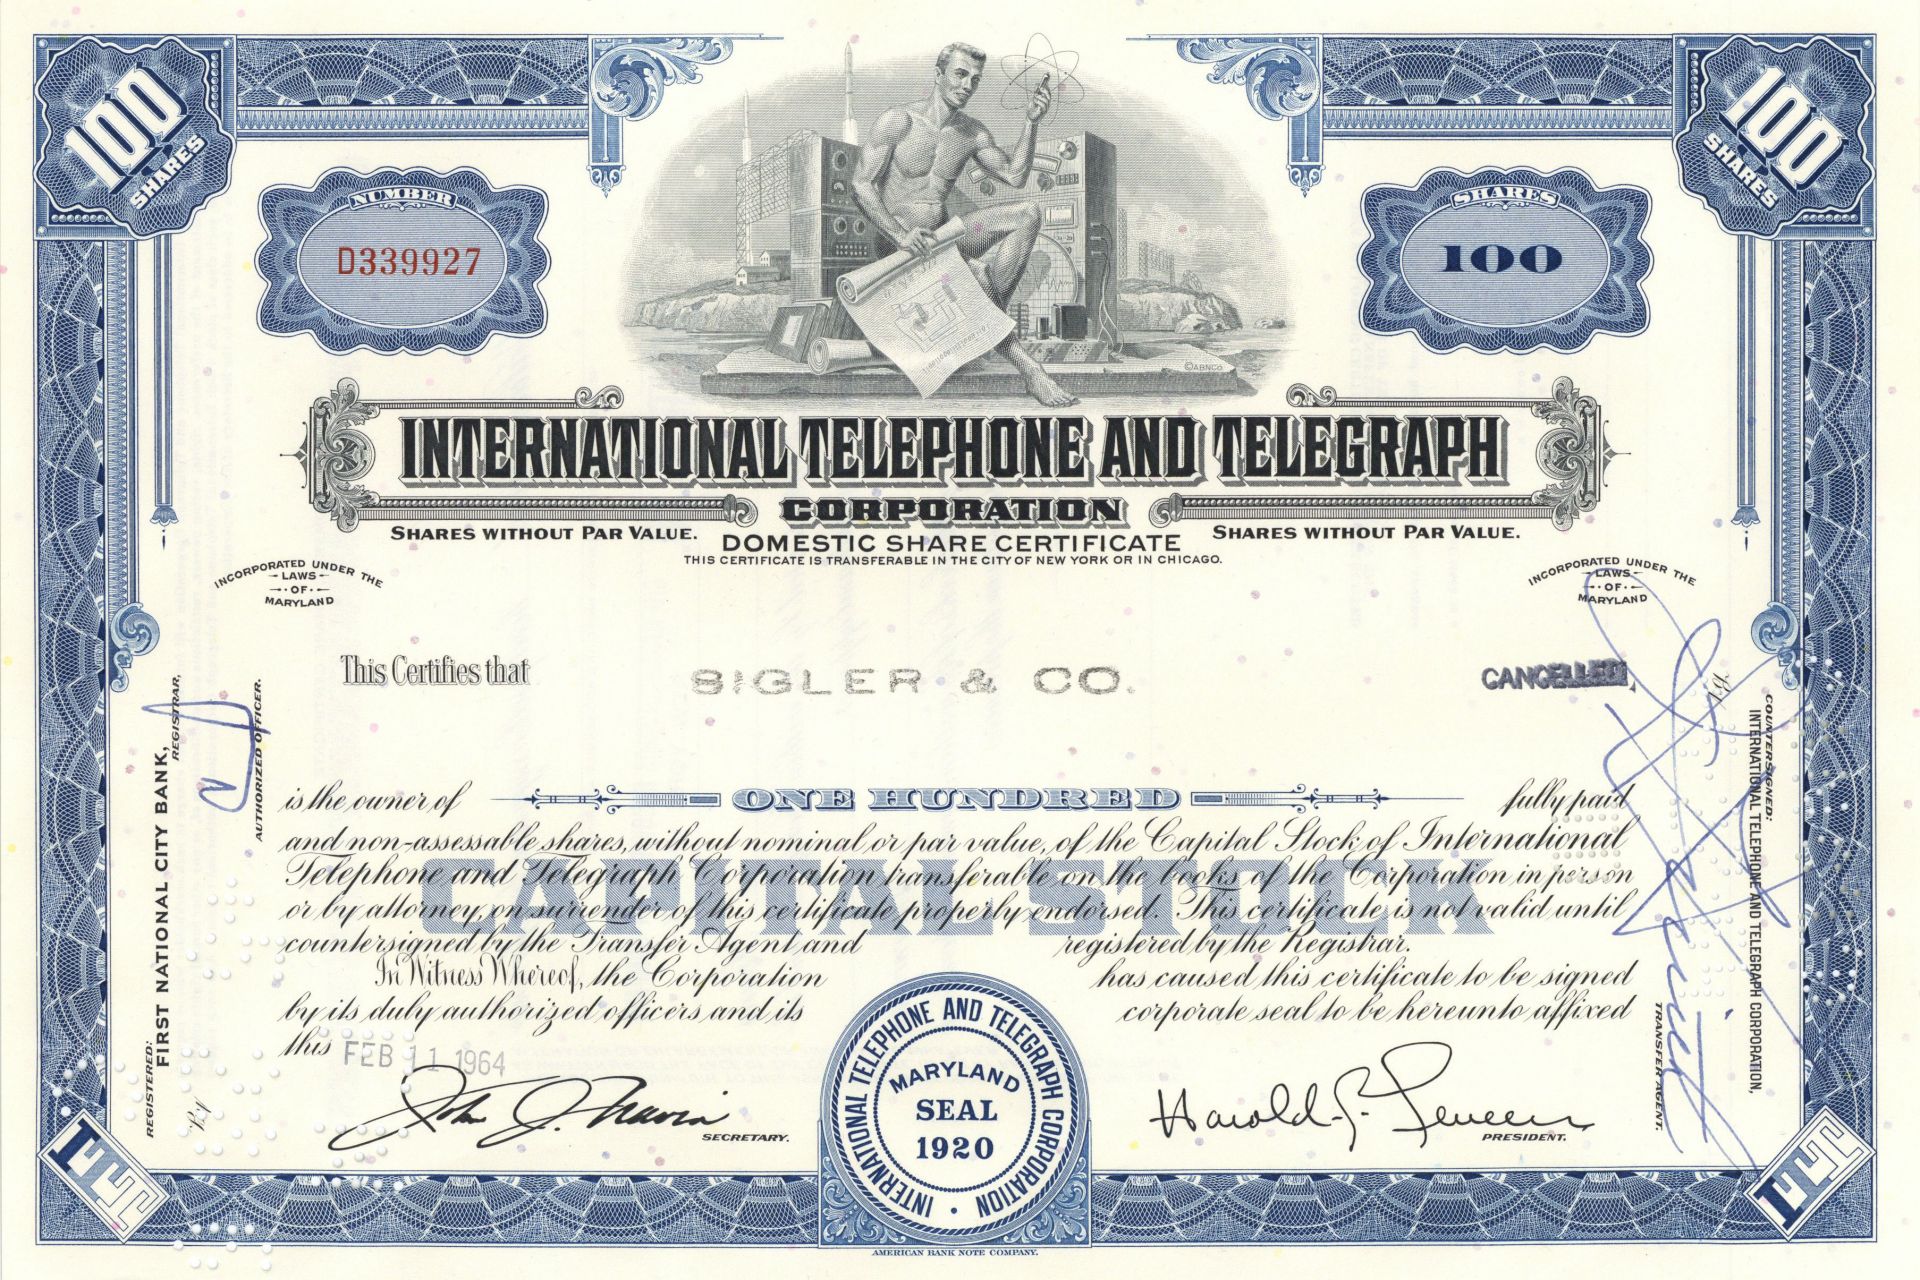 100 SHARES
100 SHARES
NUMBER
D339927
SHARES
100
©ABNCO
INTERNATIONAL TELEPHONE AND TELEGRAPH
CORPORATION
SHARES WITHOUT PAR VALUE.
SHARES WITHOUT PAR VALUE.
DOMESTIC SHARE CERTIFICATE
THIS CERTIFICATE IS TRANSFERABLE IN THE CITY OF NEW YORK OR IN CHICAGO.
INCORPORATED UNDER THE
LAWS
OF
MARYLAND
INCORPORATED UNDER THE
LAWS
OF
MARYLAND
This Certifies that
SIGLER & CO.
CANCELLED
is the owner of
ONE HUNDRED
fully paid
and non-assessable shares, without nominal or par value, of the Capital Stock of International
Telephone and Telegraph Corporation transferable on the books of the Corporation in person
or by attorney, on surrender of this certificate properly endorsed. This certificate is not valid until
countersigned by the Transfer Agent and registered by the Registrar.
CAPITAL STOCK
In Witness Whereof, the Corporation has caused this certificate to be signed
by its duly authorized officers and its corporate seal to be hereunto affixed
this FEB 11 1964
SECRETARY.
Harold S. Geneen
PRESIDENT.
INTERNATIONAL TELEPHONE AND TELEGRAPH CORPORATION
MARYLAND
SEAL
1920
REGISTERED:
FIRST NATIONAL CITY BANK,
REGISTRAR,
By
AUTHORIZED OFFICER.
COUNTERSIGNED:
INTERNATIONAL TELEPHONE AND TELEGRAPH CORPORATION,
TRANSFER AGENT.
By
ITT
ITT
AMERICAN BANK NOTE COMPANY.